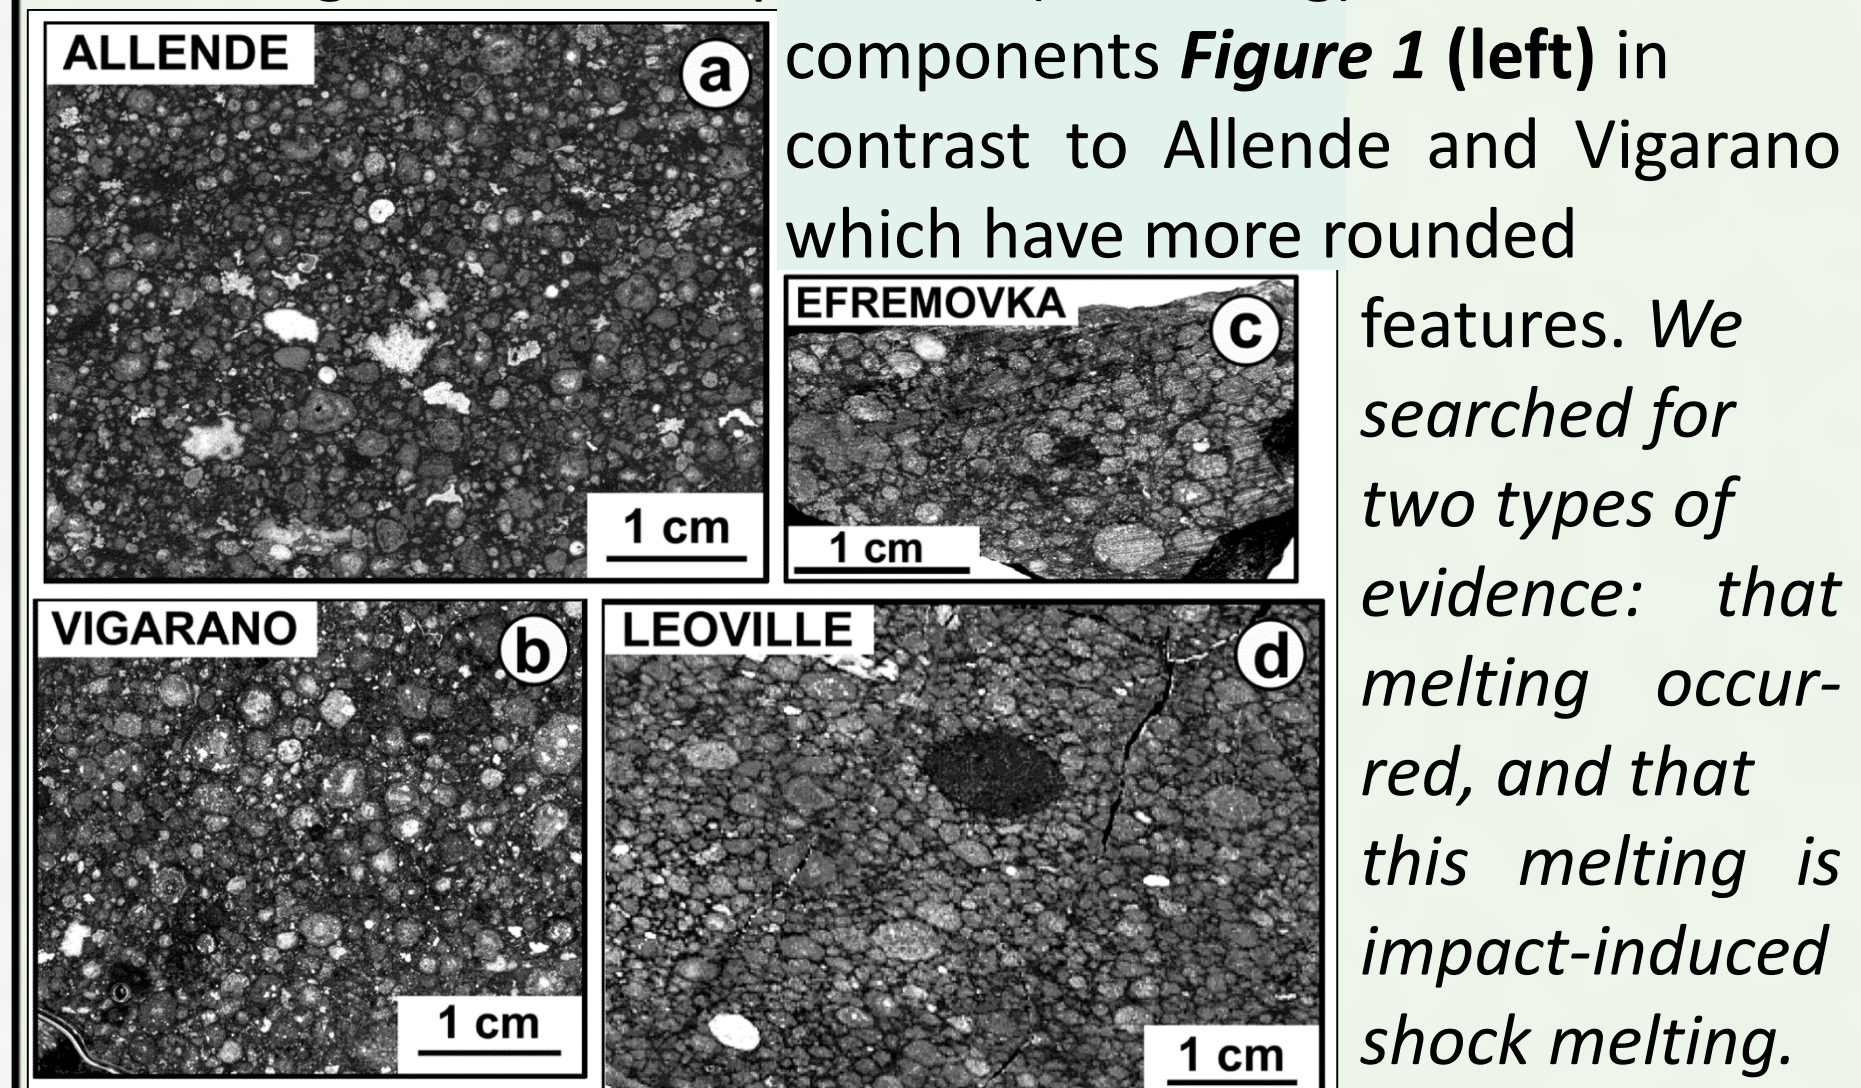 ALLENDE
a
components Figure 1 (left) in
contrast to Allende and Vigarano
which have more rounded
EFREMOVKA
c
features. We
searched for
two types of
evidence: that
melting occur-
red, and that
this melting is
impact-induced
shock melting.
1 cm
1 cm
VIGARANO
b
LEOVILLE
d
1 cm
1 cm